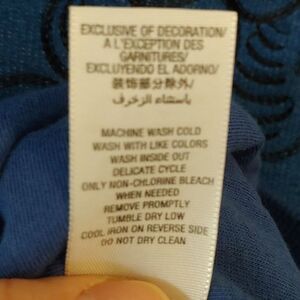 EXCLUSIVE OF DECORATION/
A L'EXCEPTION DES
GARNITURES/
EXCLUYENDO EL ADORNO/
装饰部分除外/
باستثناء الزخرف/
MACHINE WASH COLD
WASH WITH LIKE COLORS
WASH INSIDE OUT
DELICATE CYCLE
ONLY NON-CHLORINE BLEACH
WHEN NEEDED
REMOVE PROMPTLY
TUMBLE DRY LOW
COOL IRON ON REVERSE SIDE
DO NOT DRY CLEAN